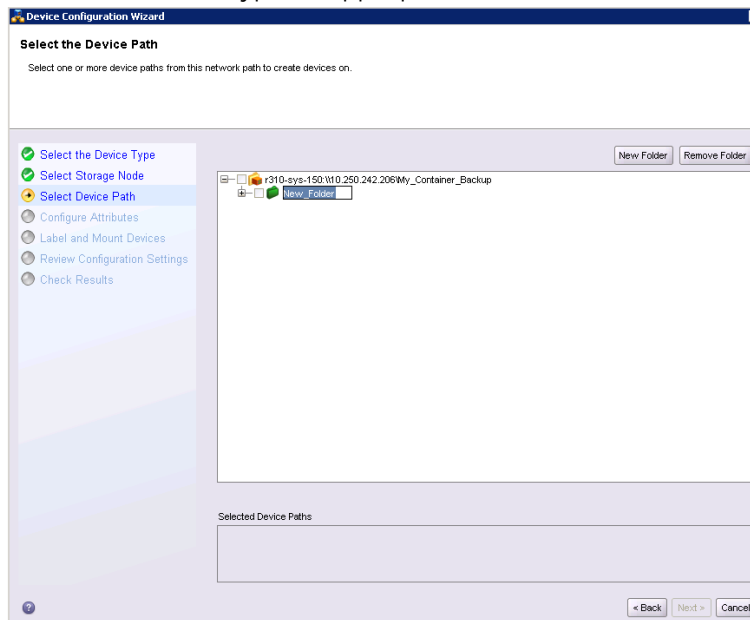 Device Configuration Wizard
Select the Device Path
Select one or more device paths from this network path to create devices on.
Select the Device Type
Select Storage Node
Select Device Path
Configure Attributes
Label and Mount Devices
Review Configuration Settings
Check Results
New Folder
Remove Folder
r310-sys-150:\\10.250.242.206\My_Container_Backup
New_Folder
Selected Device Paths
< Back
Next >
Cancel